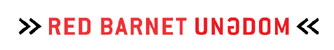 >> RED BARNET UNGDOM <<